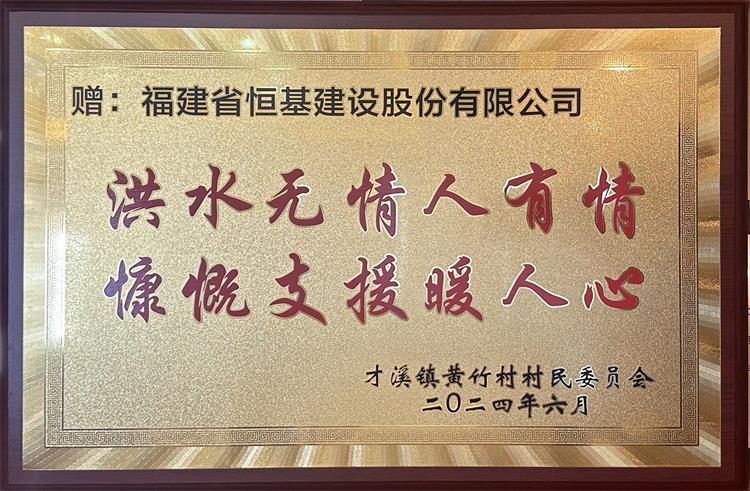 赠：福建省恒基建设股份有限公司
洪水无情人有情
慷慨支援暖人心
才溪镇黄竹村村民委员会
二〇二四年六月